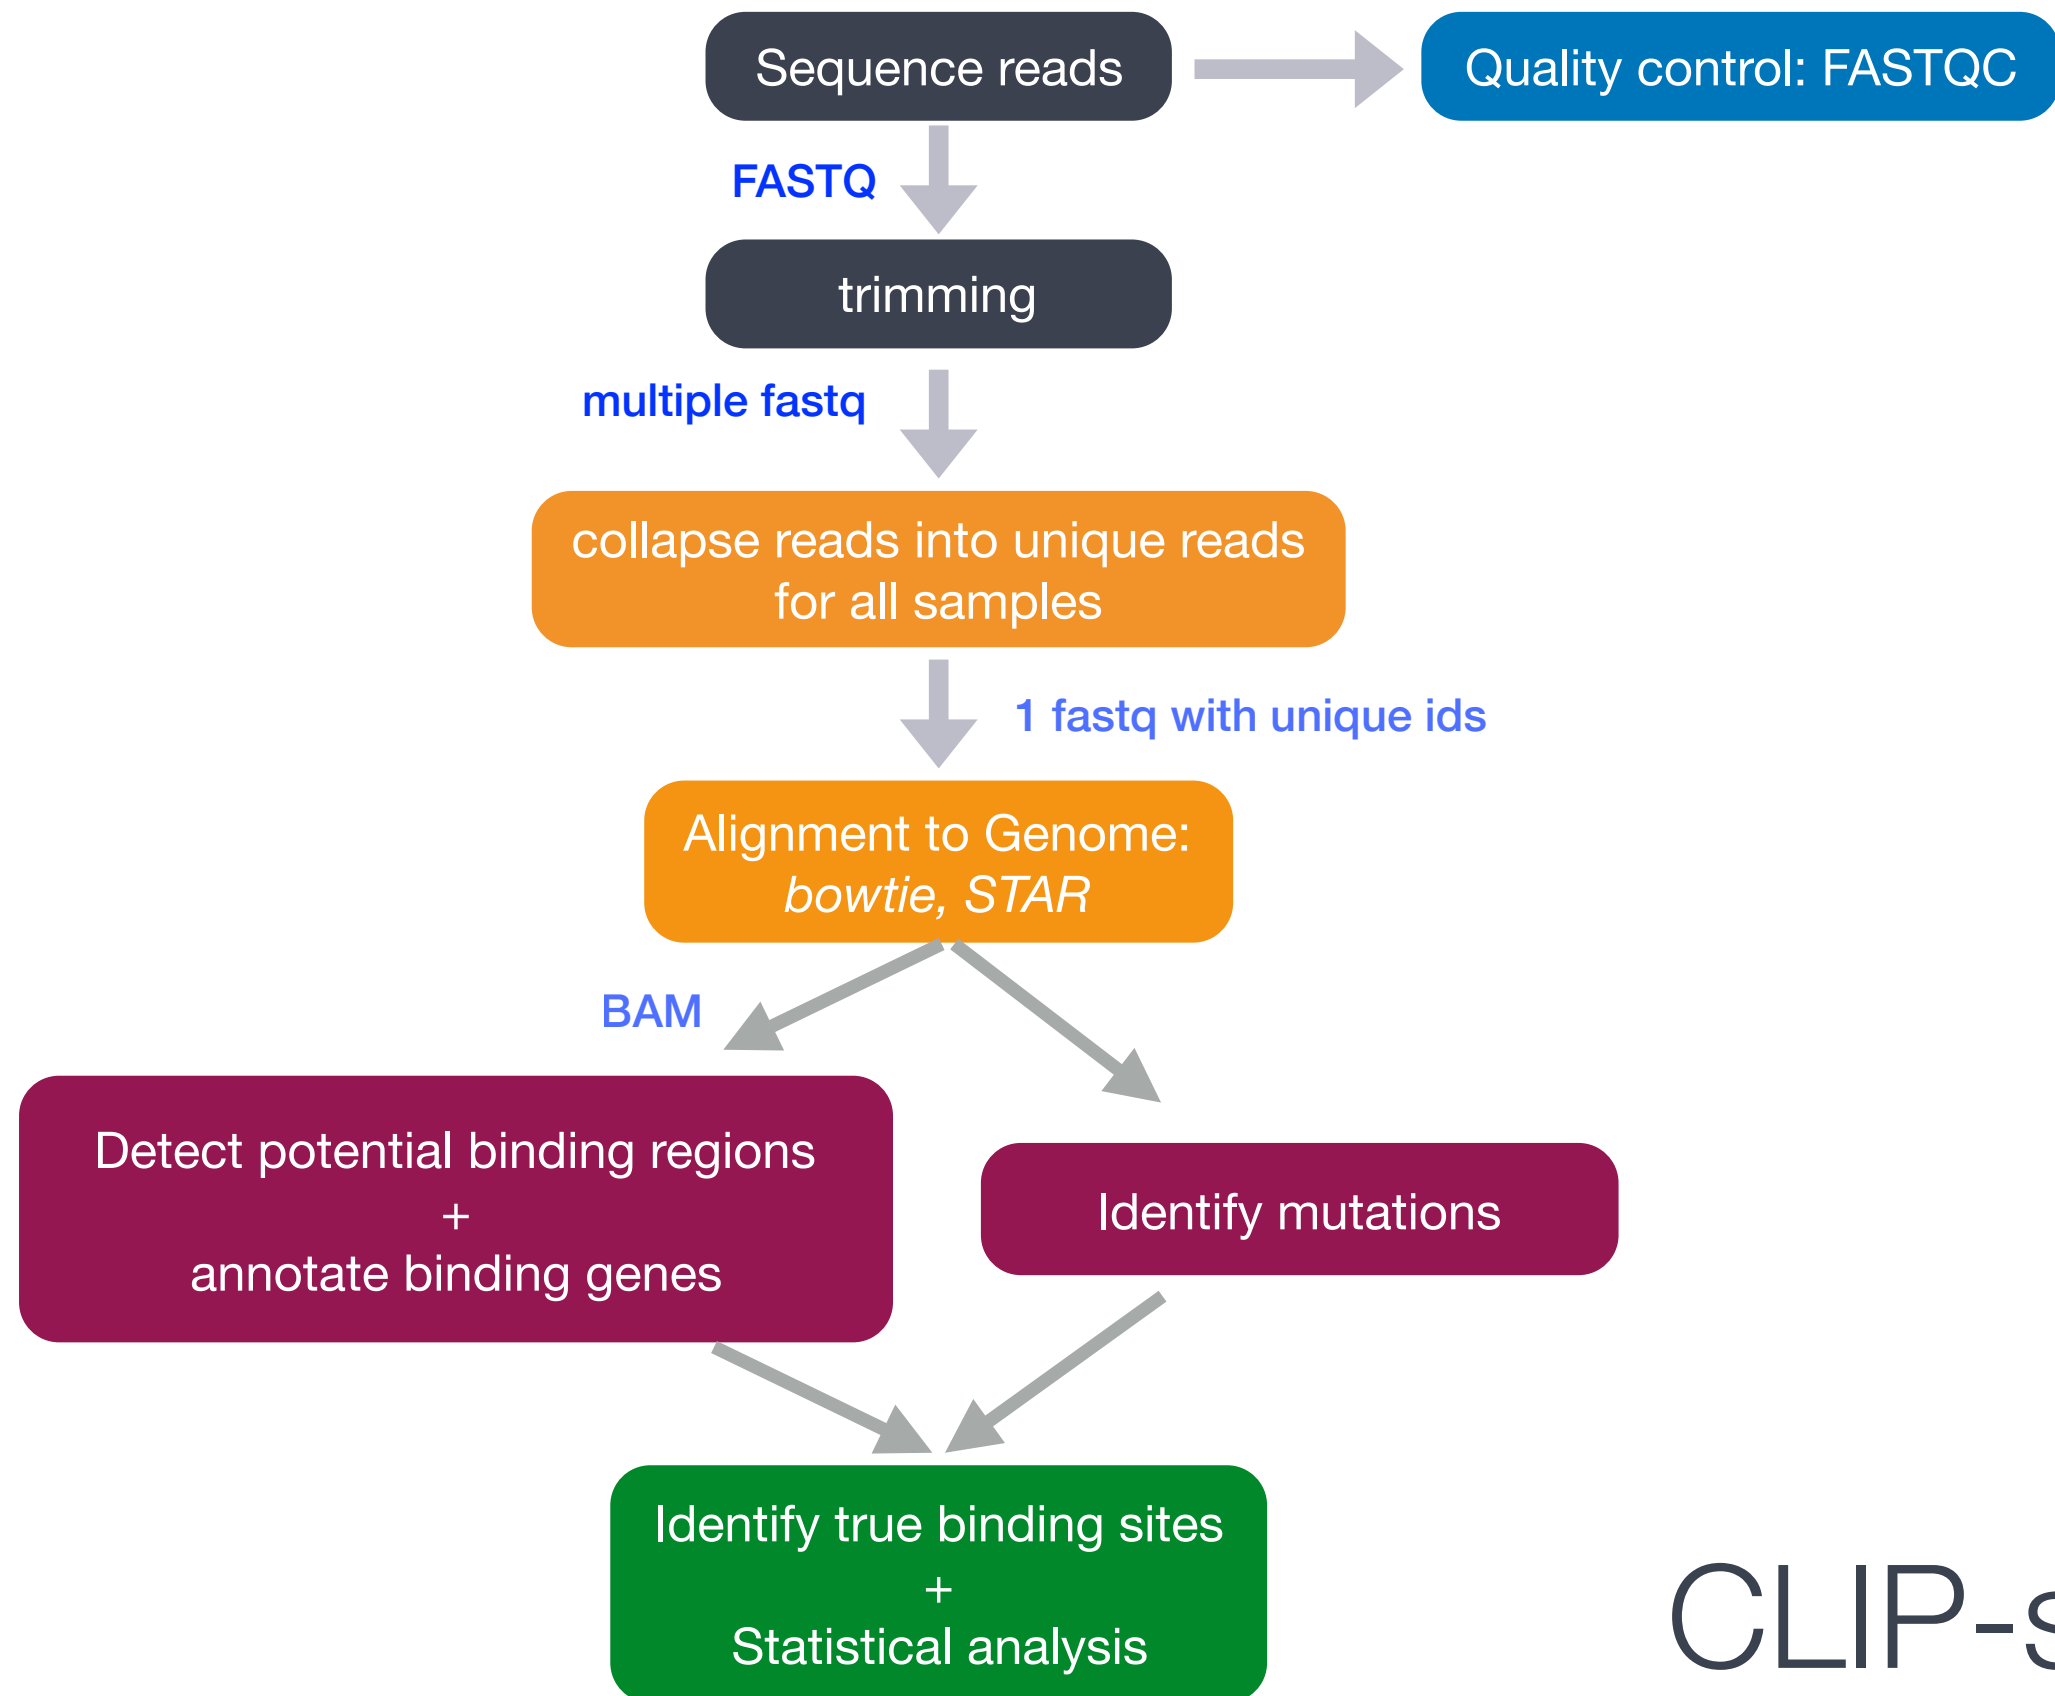 Sequence reads
Quality control: FASTQC
FASTQ
trimming
multiple fastq
collapse reads into unique reads
for all samples
1 fastq with unique ids
Alignment to Genome:
bowtie, STAR
BAM
Detect potential binding regions
+
annotate binding genes
Identify mutations
Identify true binding sites
+
Statistical analysis
CLIP-s